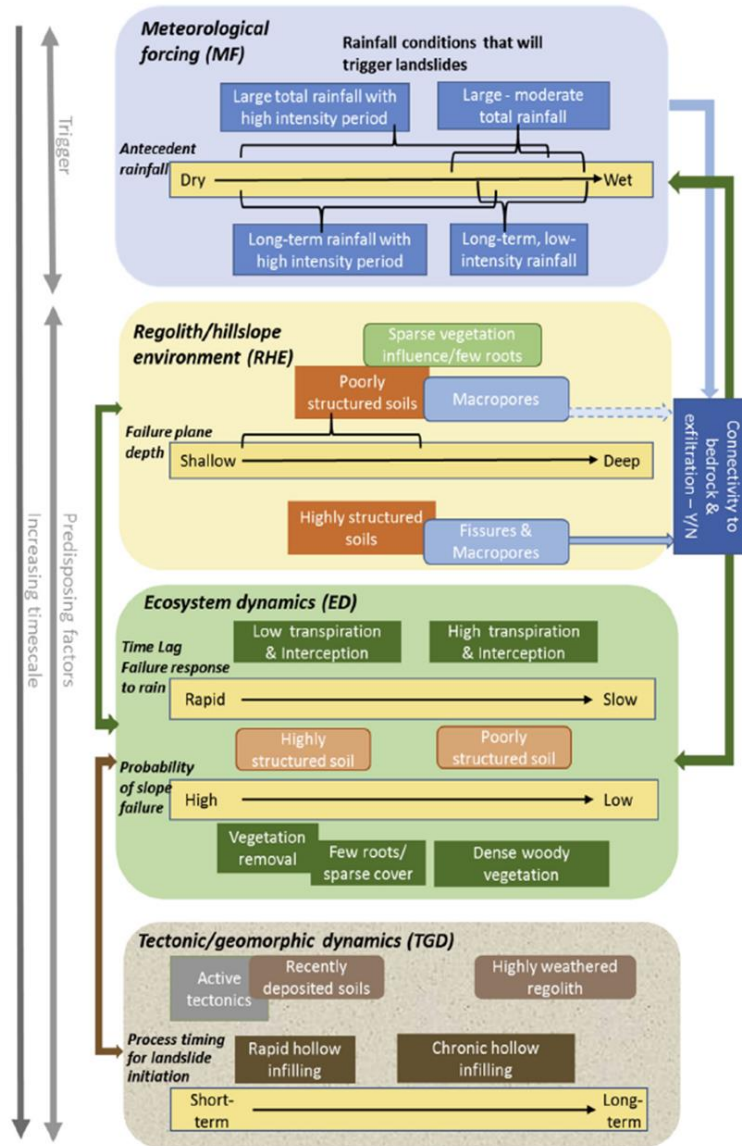 Meteorological
forcing (MF)
Rainfall conditions that will
trigger landslides
Large total rainfall with
high intensity period
Large - moderate
total rainfall
Antecedent
rainfall
Dry
Wet
Long-term rainfall with
high intensity period
Long-term, low-
intensity rainfall
Trigger
Regolith/hillslope
environment (RHE)
Sparse vegetation
influence/few roots
Poorly
structured soils
Macropores
Failure plane
depth
Shallow
Deep
Highly structured
soils
Fissures &
Macropores
Connectivity to
bedrock &
exfiltration – Y/N
Predisposing factors
Increasing timescale
Ecosystem dynamics (ED)
Low transpiration
& Interception
High transpiration
& Interception
Time Lag
Failure response
to rain
Rapid
Slow
Highly
structured soil
Poorly
structured soil
Probability
of slope
failure
High
Low
Vegetation
removal
Few roots/
sparse cover
Dense woody
vegetation
Tectonic/geomorphic dynamics (TGD)
Active
tectonics
Recently
deposited soils
Highly weathered
regolith
Process timing
for landslide
initiation
Rapid hollow
infilling
Chronic hollow
infilling
Short-
term
Long-
term